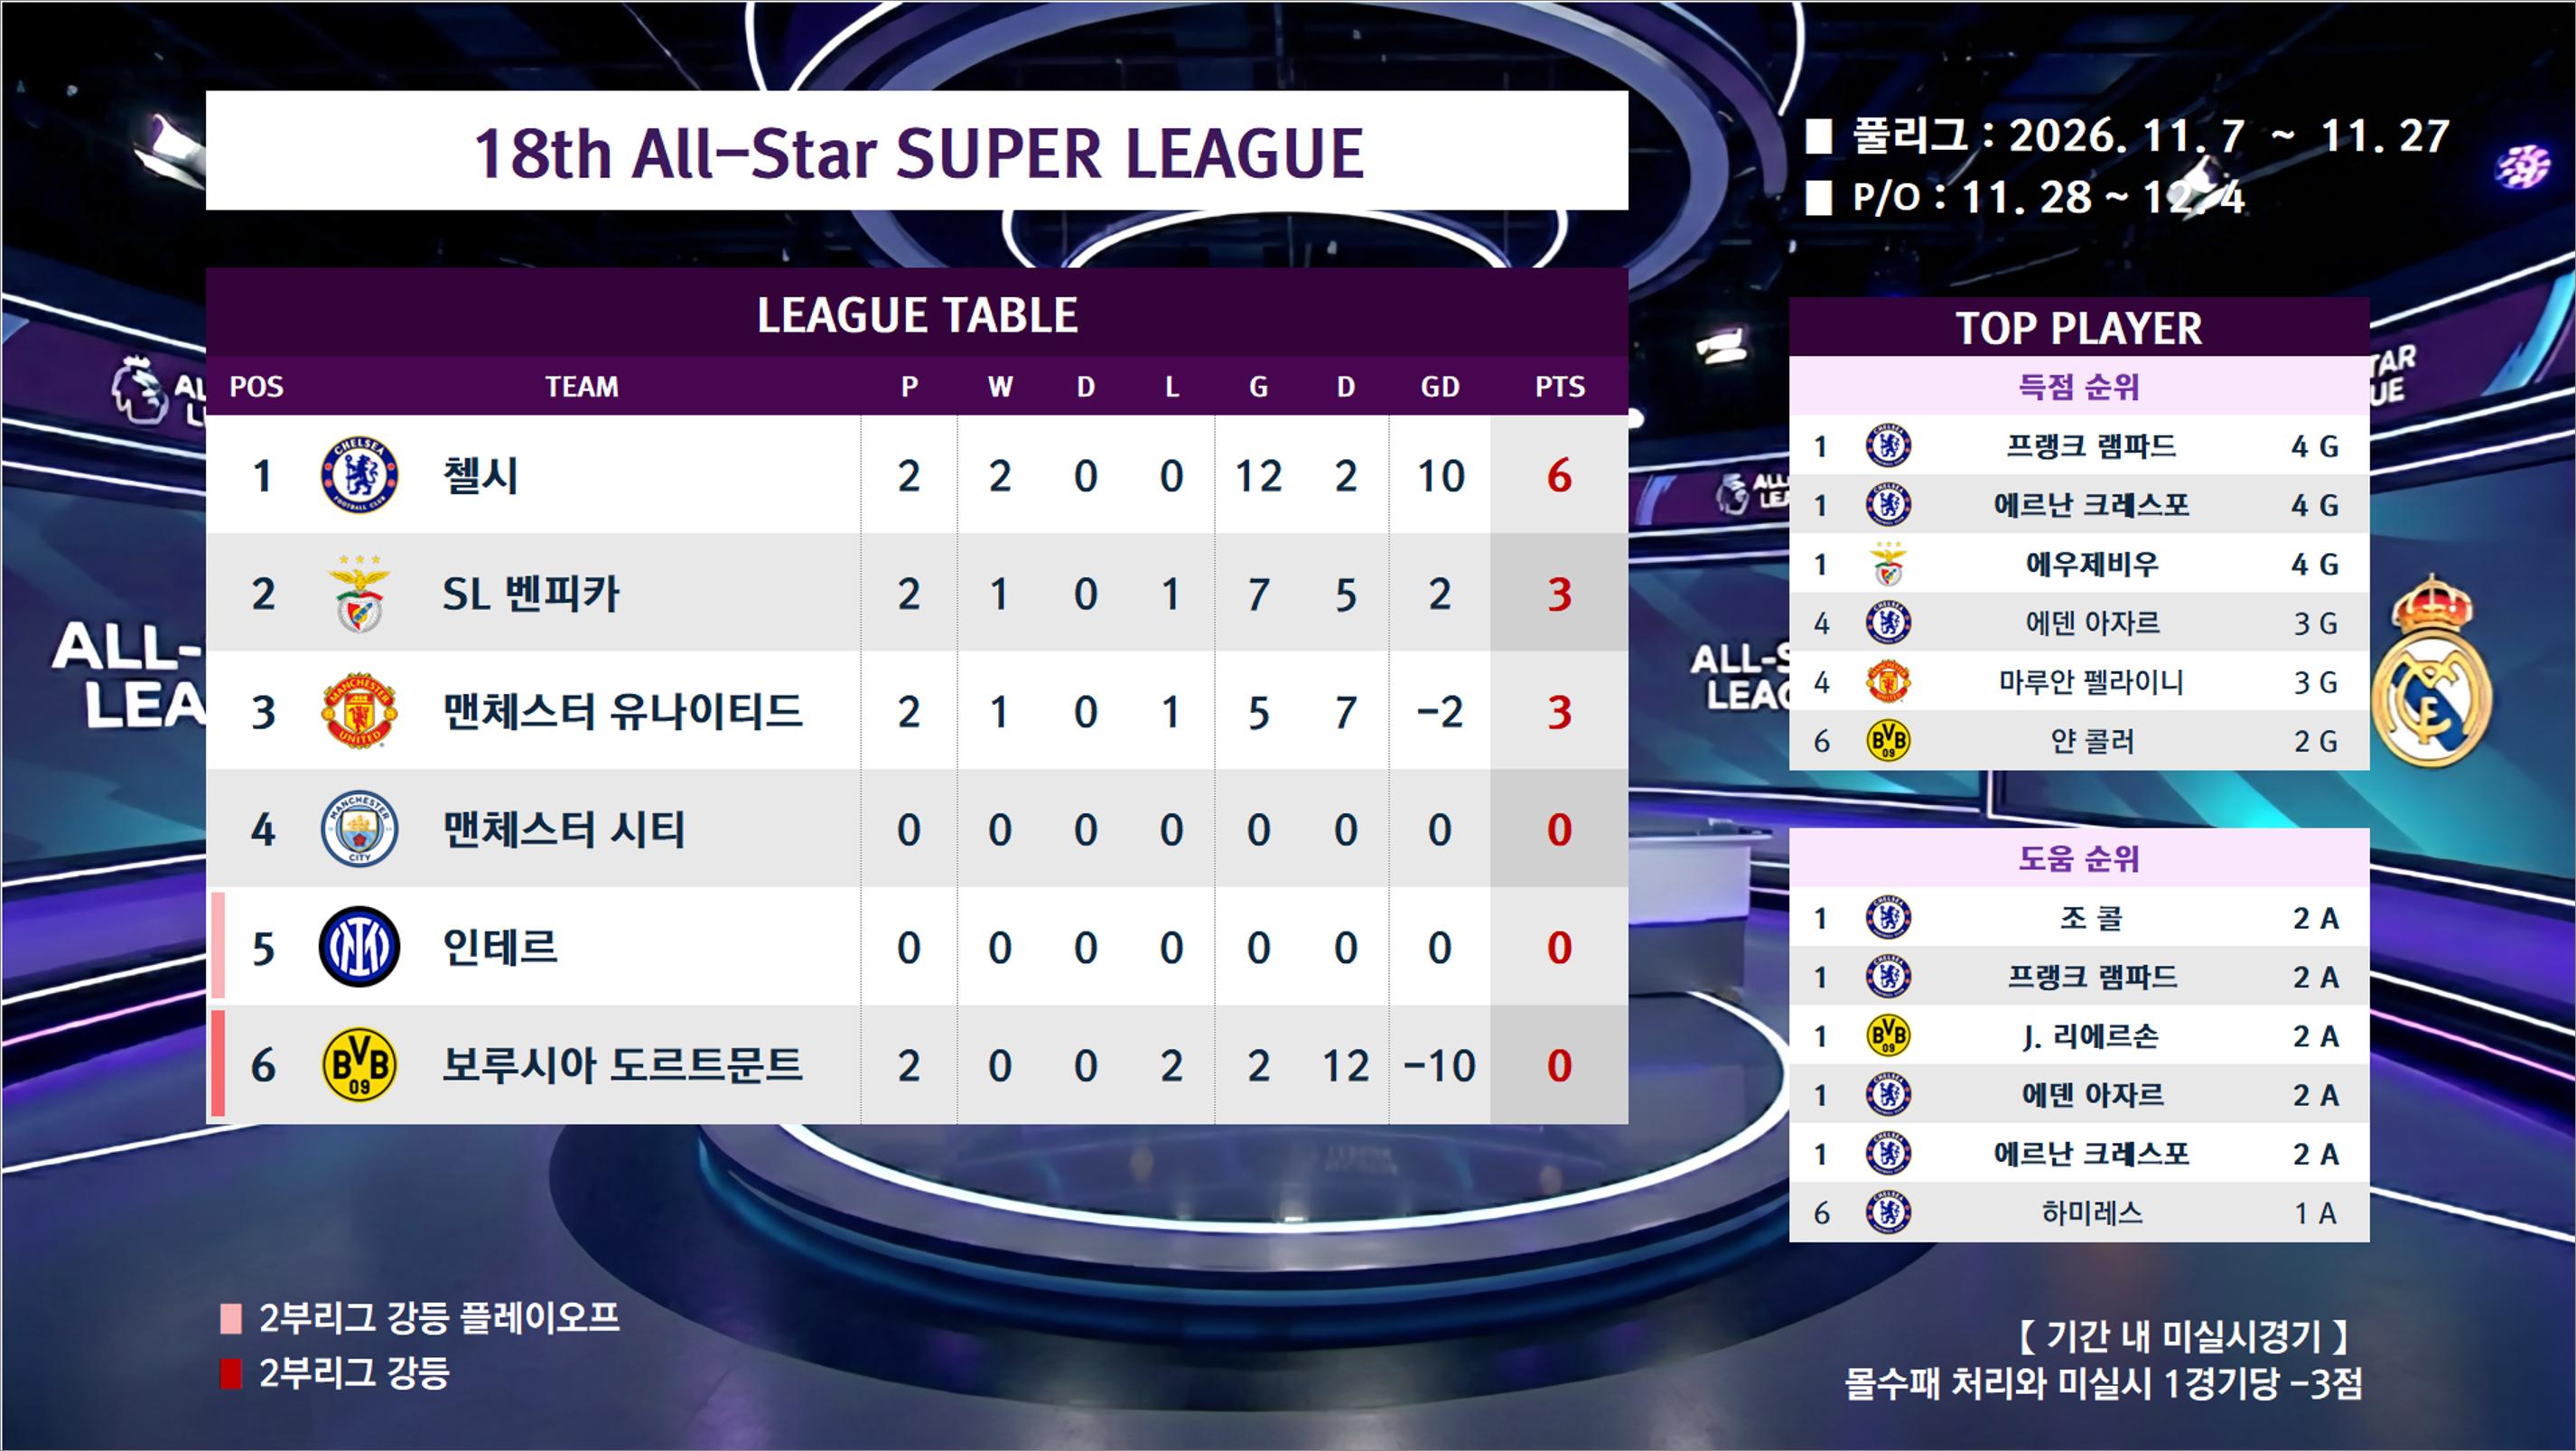 18th All-Star SUPER LEAGUE
■ 풀리그 : 2026. 11. 7 ~ 11. 27
■ P/O : 11. 28 ~ 12. 4
LEAGUE TABLE
POS TEAM P W D L G D GD PTS
1 첼시 2 2 0 0 12 2 10 6
2 SL 벤피카 2 1 0 1 7 5 2 3
3 맨체스터 유나이티드 2 1 0 1 5 7 -2 3
4 맨체스터 시티 0 0 0 0 0 0 0 0
5 인테르 0 0 0 0 0 0 0 0
6 보루시아 도르트문트 2 0 0 2 2 12 -10 0
TOP PLAYER
득점 순위
1 프랭크 램파드 4 G
1 에르난 크레스포 4 G
1 에우제비우 4 G
4 에덴 아자르 3 G
4 마루안 펠라이니 3 G
6 얀 콜러 2 G
도움 순위
1 조 콜 2 A
1 프랭크 램파드 2 A
1 J. 리에르손 2 A
1 에덴 아자르 2 A
1 에르난 크레스포 2 A
6 하미레스 1 A
2부리그 강등 플레이오프
2부리그 강등
【 기간 내 미실시경기 】
몰수패 처리와 미실시 1경기당 -3점
ALL-
LEA